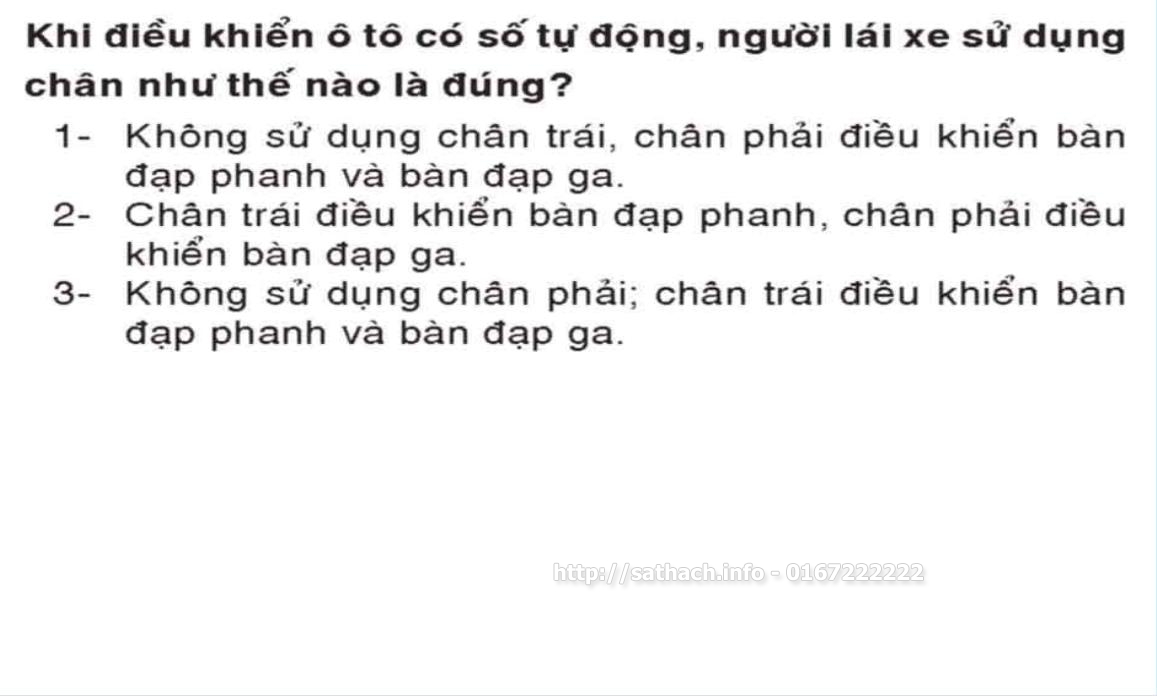 Khi điều khiển ô tô có số tự động, người lái xe sử dụng
chân như thế nào là đúng?
1- Không sử dụng chân trái, chân phải điều khiển bàn
đạp phanh và bàn đạp ga.
2- Chân trái điều khiển bàn đạp phanh, chân phải điều
khiển bàn đạp ga.
3- Không sử dụng chân phải; chân trái điều khiển bàn
đạp phanh và bàn đạp ga.
http://sathach.info - 0167222222